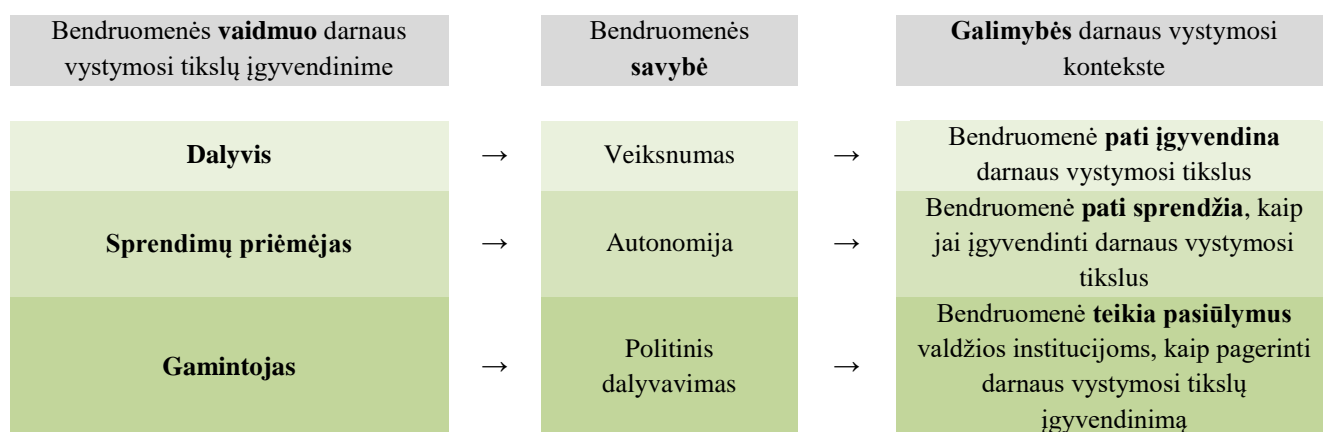 Bendruomenės vaidmuo darnaus
vystymosi tikslų įgyvendinime
Bendruomenės
savybė
Galimybės darnaus vystymosi
kontekste
Dalyvis
→
Veiksnumas
→
Bendruomenė pati įgyvendina
darnaus vystymosi tikslus
Sprendimų priėmėjas
→
Autonomija
→
Bendruomenė pati sprendžia, kaip
jai įgyvendinti darnaus vystymosi
tikslus
Gamintojas
→
Politinis
dalyvavimas
→
Bendruomenė teikia pasiūlymus
valdžios institucijoms, kaip pagerinti
darnaus vystymosi tikslų
įgyvendinimą